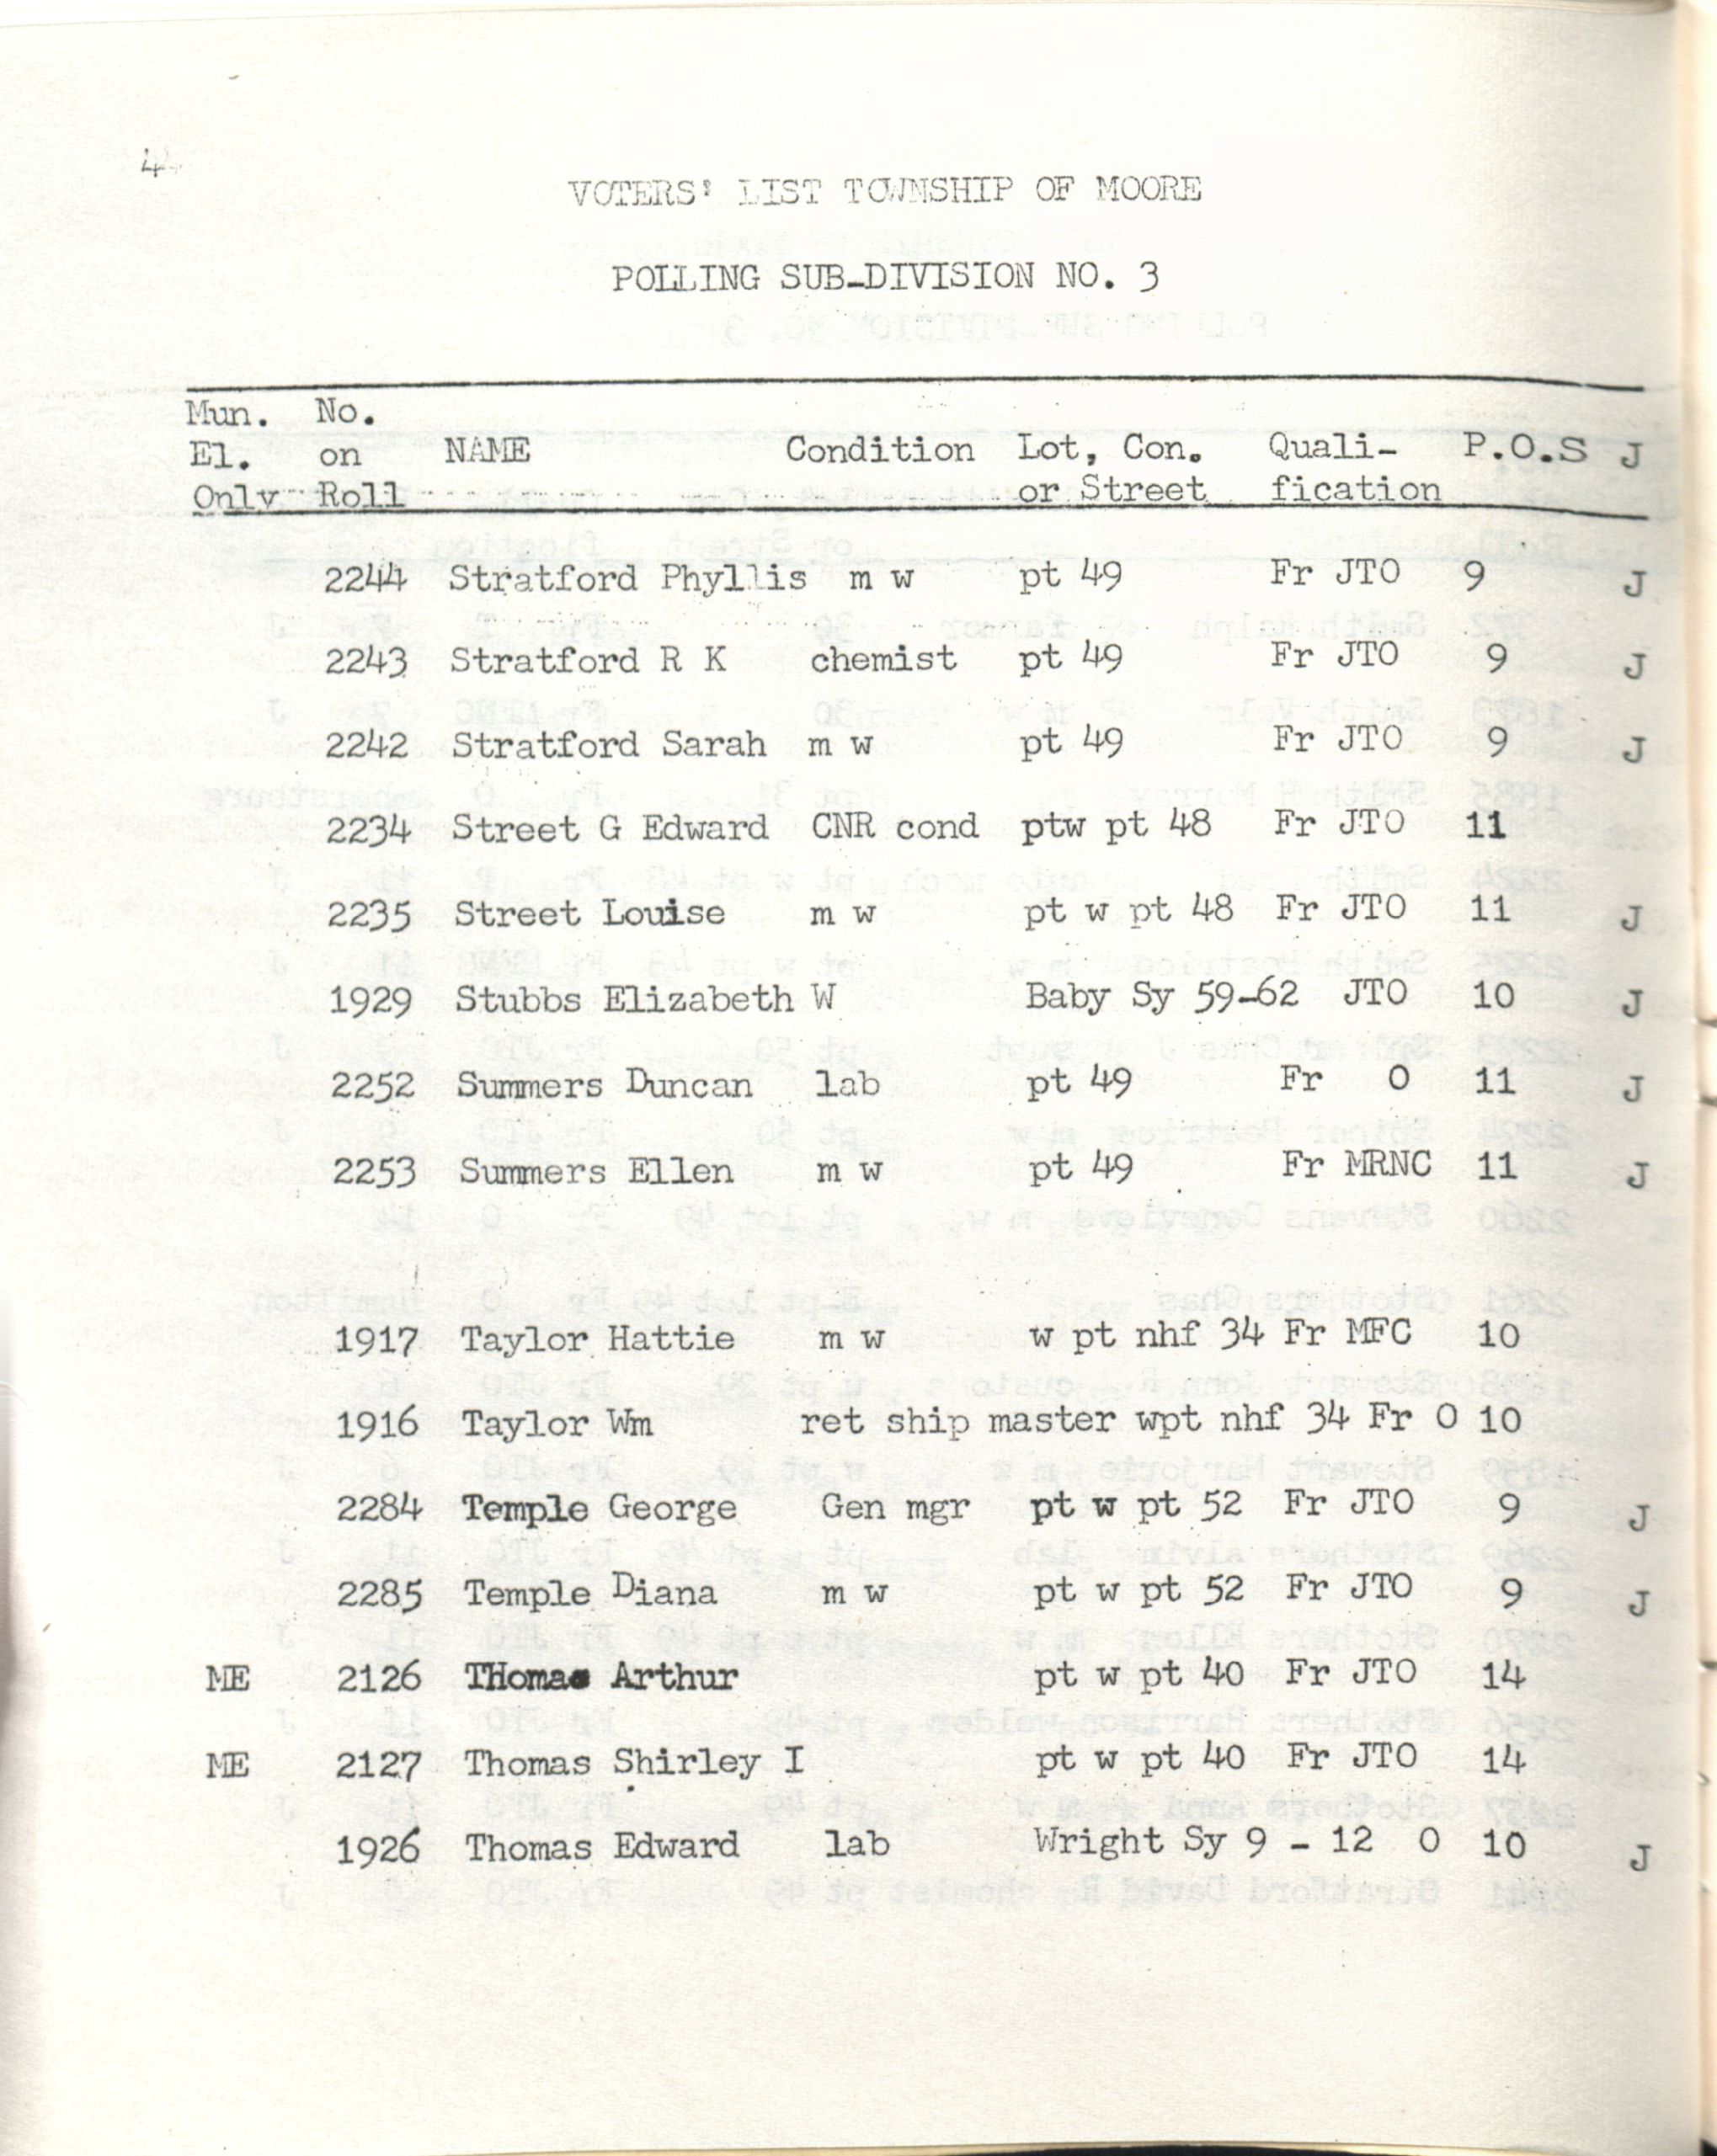 4
VOTERS' LIST TOWNSHIP OF MOORE
POLLING SUB-DIVISION NO. 3
Mun. No.
El. on NAME Condition Lot, Con. Quali- P.O.S J
Only Roll or Street fication
2244 Stratford Phyllis m w pt 49 Fr JTO 9 J
2243 Stratford R K chemist pt 49 Fr JTO 9 J
2242 Stratford Sarah m w pt 49 Fr JTO 9 J
2234 Street G Edward CNR cond ptw pt 48 Fr JTO 11
2235 Street Louise m w pt w pt 48 Fr JTO 11 J
1929 Stubbs Elizabeth W Baby Sy 59-62 JTO 10 J
2252 Summers Duncan lab pt 49 Fr O 11 J
2253 Summers Ellen m w pt 49 Fr MRNC 11 J
1917 Taylor Hattie m w w pt nhf 34 Fr MFC 10
1916 Taylor Wm ret ship master wpt nhf 34 Fr O 10
2284 Temple George Gen mgr pt w pt 52 Fr JTO 9 J
2285 Temple Diana m w pt w pt 52 Fr JTO 9 J
ME 2126 THomas Arthur pt w pt 40 Fr JTO 14
ME 2127 Thomas Shirley I pt w pt 40 Fr JTO 14
1926 Thomas Edward lab Wright Sy 9 - 12 O 10 J